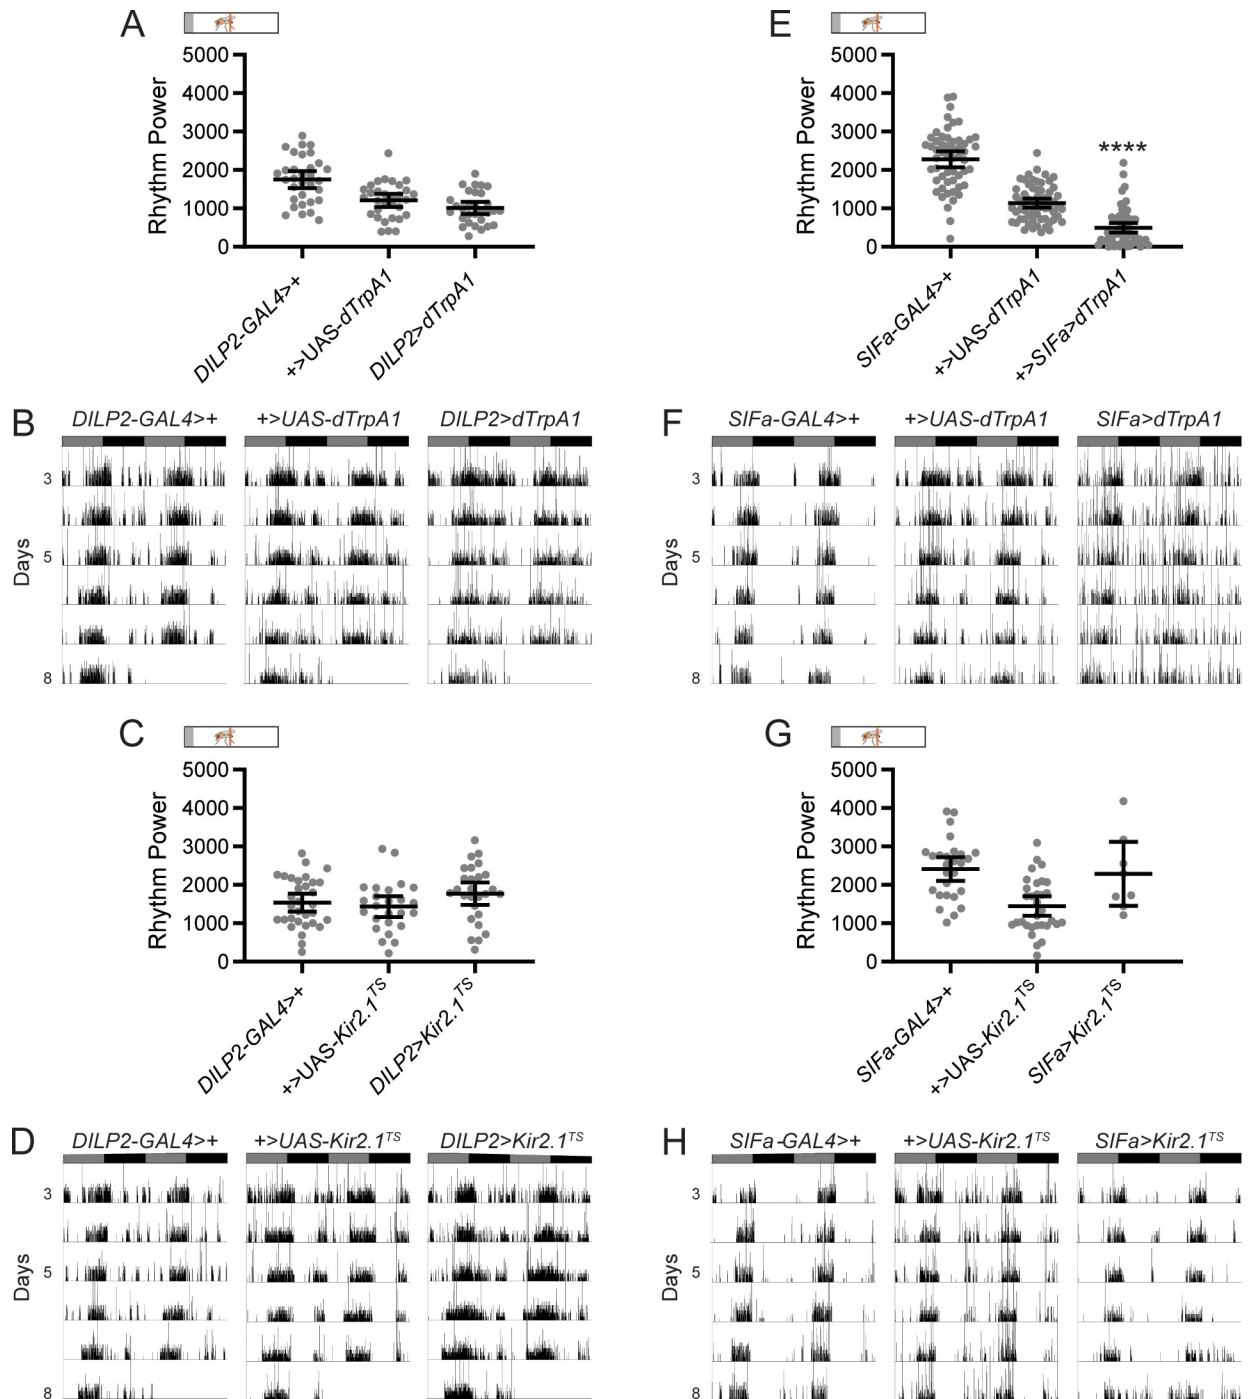 A
5000
4000
3000
2000
1000
0
Rhythm Power
DILP2-GAL4>+
+>UAS-dTrpA1
DILP2>dTrpA1
B
DILP2-GAL4>+ +>UAS-dTrpA1 DILP2>dTrpA1
3
5
8
Days
C
5000
4000
3000
2000
1000
0
Rhythm Power
DILP2-GAL4>+
+>UAS-Kir2.1TS
DILP2>Kir2.1TS
D
DILP2-GAL4>+ +>UAS-Kir2.1TS DILP2>Kir2.1TS
3
5
8
Days
E
5000
4000
3000
2000
1000
0
Rhythm Power
****
SIFa-GAL4>+
+>UAS-dTrpA1
+>SIFa>dTrpA1
F
SIFa-GAL4>+ +>UAS-dTrpA1 SIFa>dTrpA1
3
5
8
Days
G
5000
4000
3000
2000
1000
0
Rhythm Power
SIFa-GAL4>+
+>UAS-Kir2.1TS
SIFa>Kir2.1TS
H
SIFa-GAL4>+ +>UAS-Kir2.1TS SIFa>Kir2.1TS
3
5
8
Days